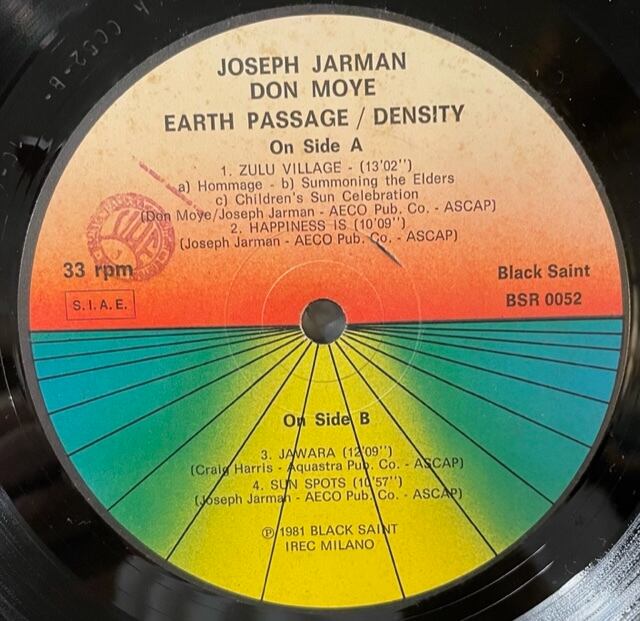 JOSEPH JARMAN
DON MOYE
EARTH PASSAGE / DENSITY
On Side A
1. ZULU VILLAGE - (13'02'')
a) Hommage - b) Summoning the Elders
c) Children's Sun Celebration
(Don Moye/Joseph Jarman - AECO Pub. Co. - ASCAP)
2. HAPPINESS IS (10'09'')
(Joseph Jarman - AECO Pub. Co. - ASCAP)
33 rpm
S.I.A.E.
Black Saint
BSR 0052
On Side B
3. JAWARA (12'09'')
(Craig Harris - Aquastra Pub. Co. - ASCAP)
4. SUN SPOTS (10'57'')
(Joseph Jarman - AECO Pub. Co. - ASCAP)
Ⓟ 1981 BLACK SAINT
IREC MILANO